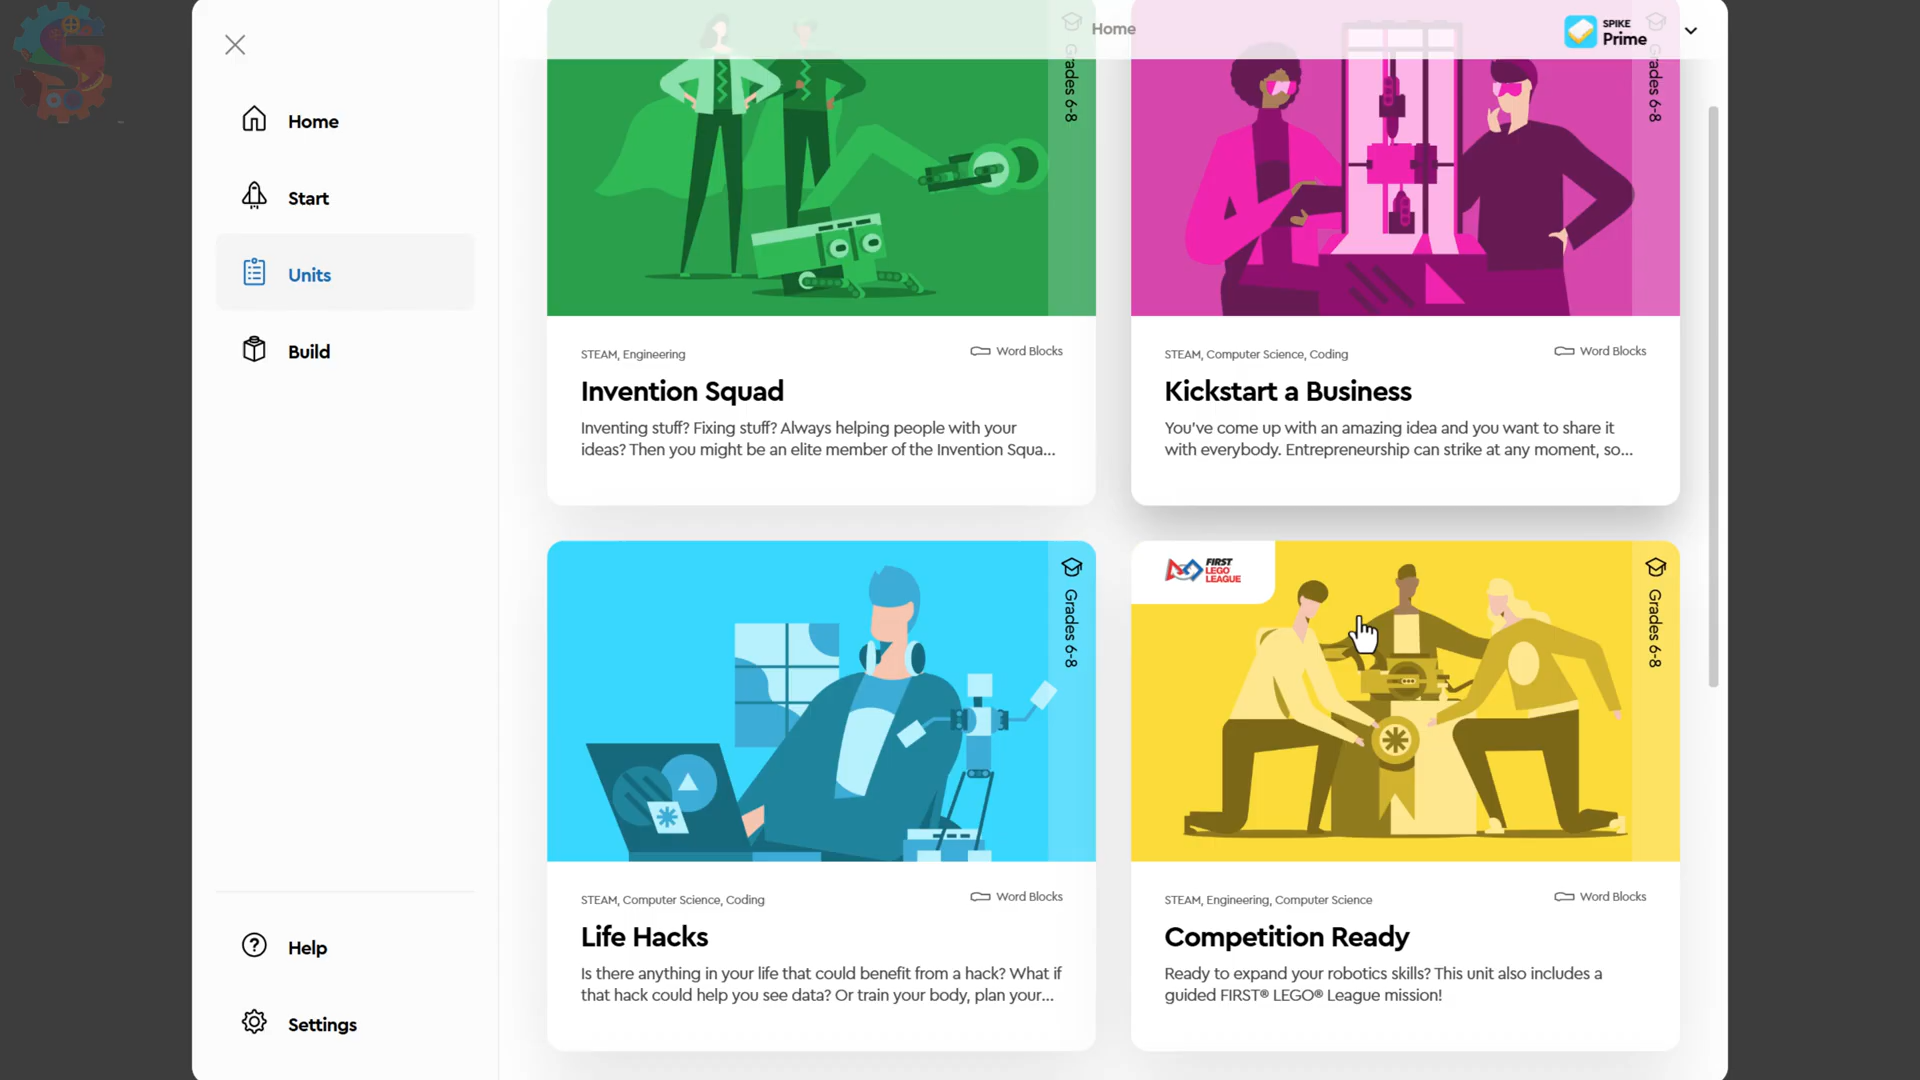 Home
SPIKE
Prime
Home
Start
Units
Build
Help
Settings
Grades 6-8
STEAM, Engineering
Word Blocks
Invention Squad
Inventing stuff? Fixing stuff? Always helping people with your
ideas? Then you might be an elite member of the Invention Squa...
Grades 6-8
STEAM, Computer Science, Coding
Word Blocks
Kickstart a Business
You've come up with an amazing idea and you want to share it
with everybody. Entrepreneurship can strike at any moment, so...
Grades 6-8
STEAM, Computer Science, Coding
Word Blocks
Life Hacks
Is there anything in your life that could benefit from a hack? What if
that hack could help you see data? Or train your body, plan your...
FIRST
LEGO
LEAGUE
Grades 6-8
STEAM, Engineering, Computer Science
Word Blocks
Competition Ready
Ready to expand your robotics skills? This unit also includes a
guided FIRST® LEGO® League mission!